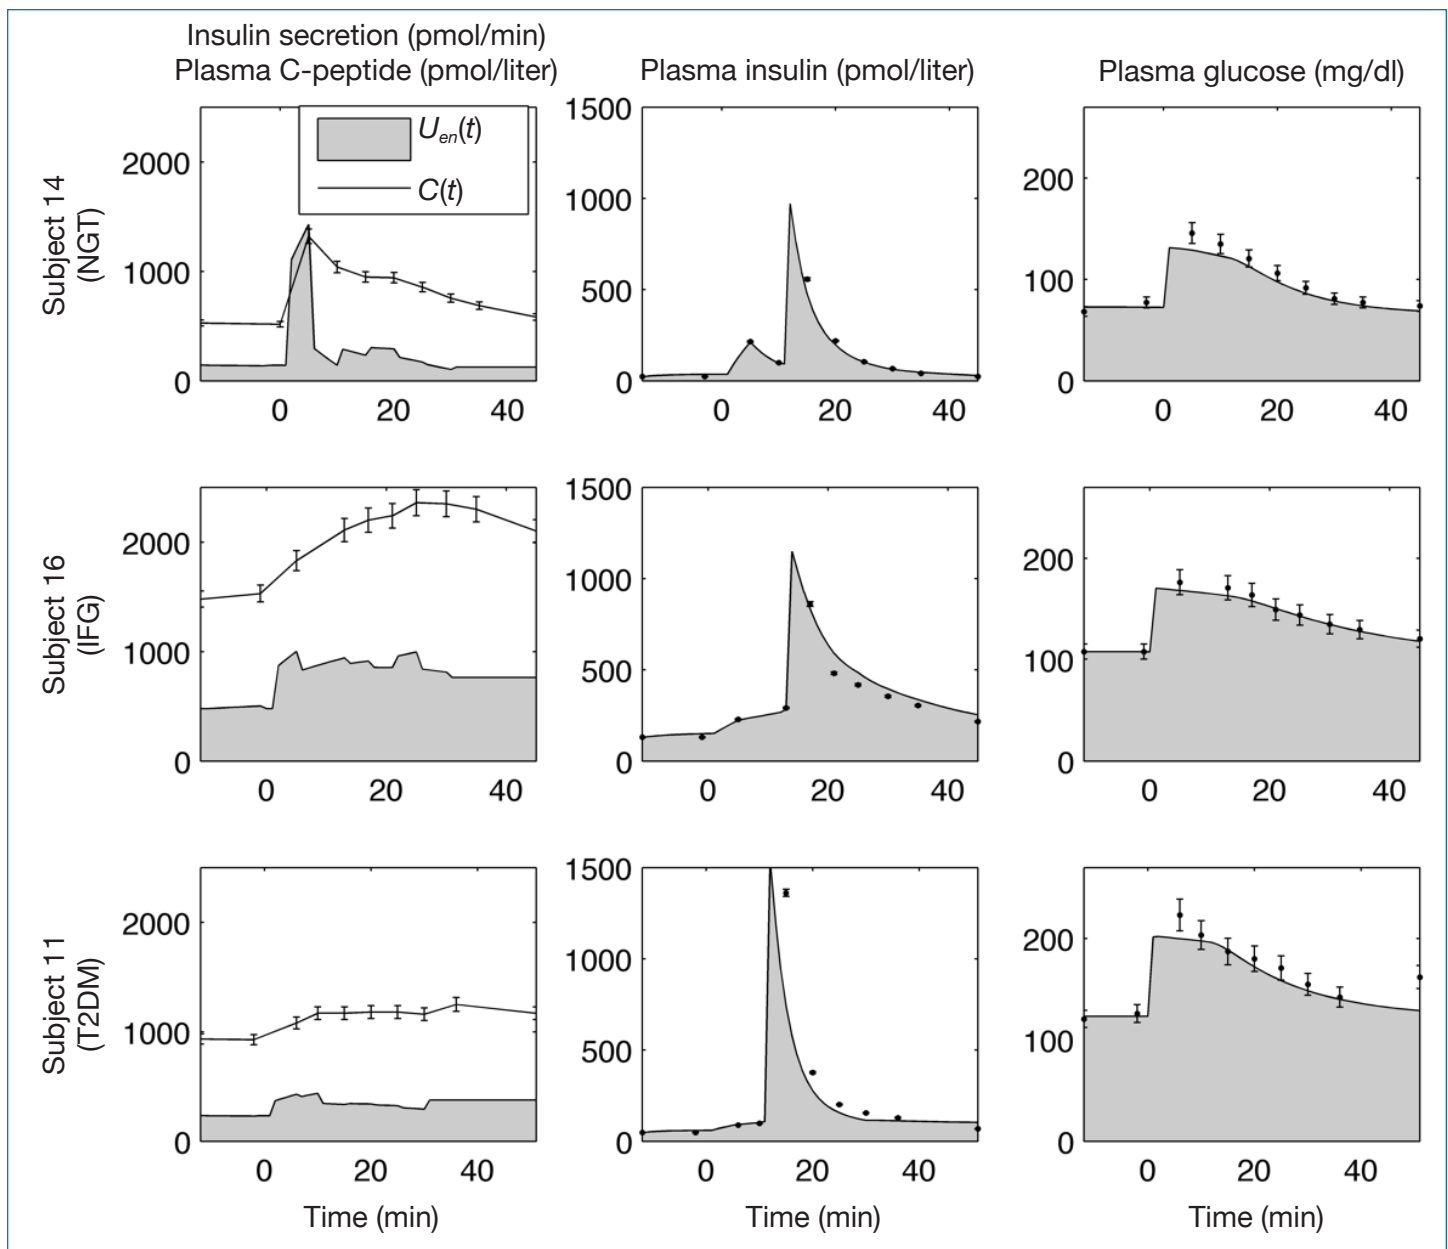 Insulin secretion (pmol/min)
Plasma C-peptide (pmol/liter)
Plasma insulin (pmol/liter)
Plasma glucose (mg/dl)
Subject 14
(NGT)
2000
1000
0
U_en(t)
C(t)
0 20 40
1500
1000
500
0
0 20 40
200
100
0
0 20 40
Subject 16
(IFG)
2000
1000
0
0 20 40
1500
1000
500
0
0 20 40
200
100
0
0 20 40
Subject 11
(T2DM)
2000
1000
0
0 20 40
Time (min)
1500
1000
500
0
0 20 40
Time (min)
200
100
0
0 20 40
Time (min)